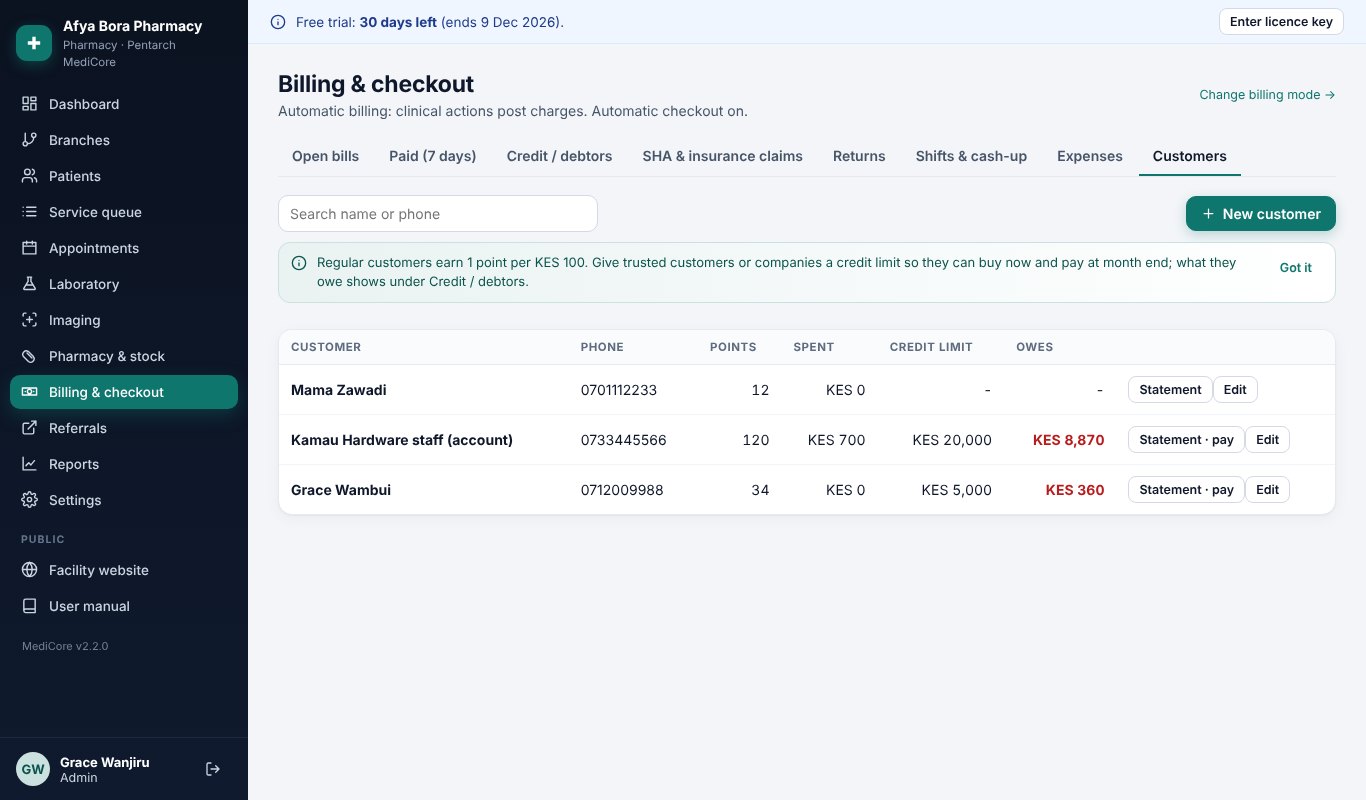 Afya Bora Pharmacy
Pharmacy · Pentarch
MediCore
Dashboard
Branches
Patients
Service queue
Appointments
Laboratory
Imaging
Pharmacy & stock
Billing & checkout
Referrals
Reports
Settings
PUBLIC
Facility website
User manual
MediCore v2.2.0
GW
Grace Wanjiru
Admin
Free trial: 30 days left (ends 9 Dec 2026).
Enter licence key
Billing & checkout
Automatic billing: clinical actions post charges. Automatic checkout on.
Change billing mode →
Open bills Paid (7 days) Credit / debtors SHA & insurance claims Returns Shifts & cash-up Expenses Customers
Search name or phone
+ New customer
Regular customers earn 1 point per KES 100. Give trusted customers or companies a credit limit so they can buy now and pay at month end; what they
owe shows under Credit / debtors.
Got it
CUSTOMER PHONE POINTS SPENT CREDIT LIMIT OWES
Mama Zawadi 0701112233 12 KES 0 - - Statement Edit
Kamau Hardware staff (account) 0733445566 120 KES 700 KES 20,000 KES 8,870 Statement · pay Edit
Grace Wambui 0712009988 34 KES 0 KES 5,000 KES 360 Statement · pay Edit